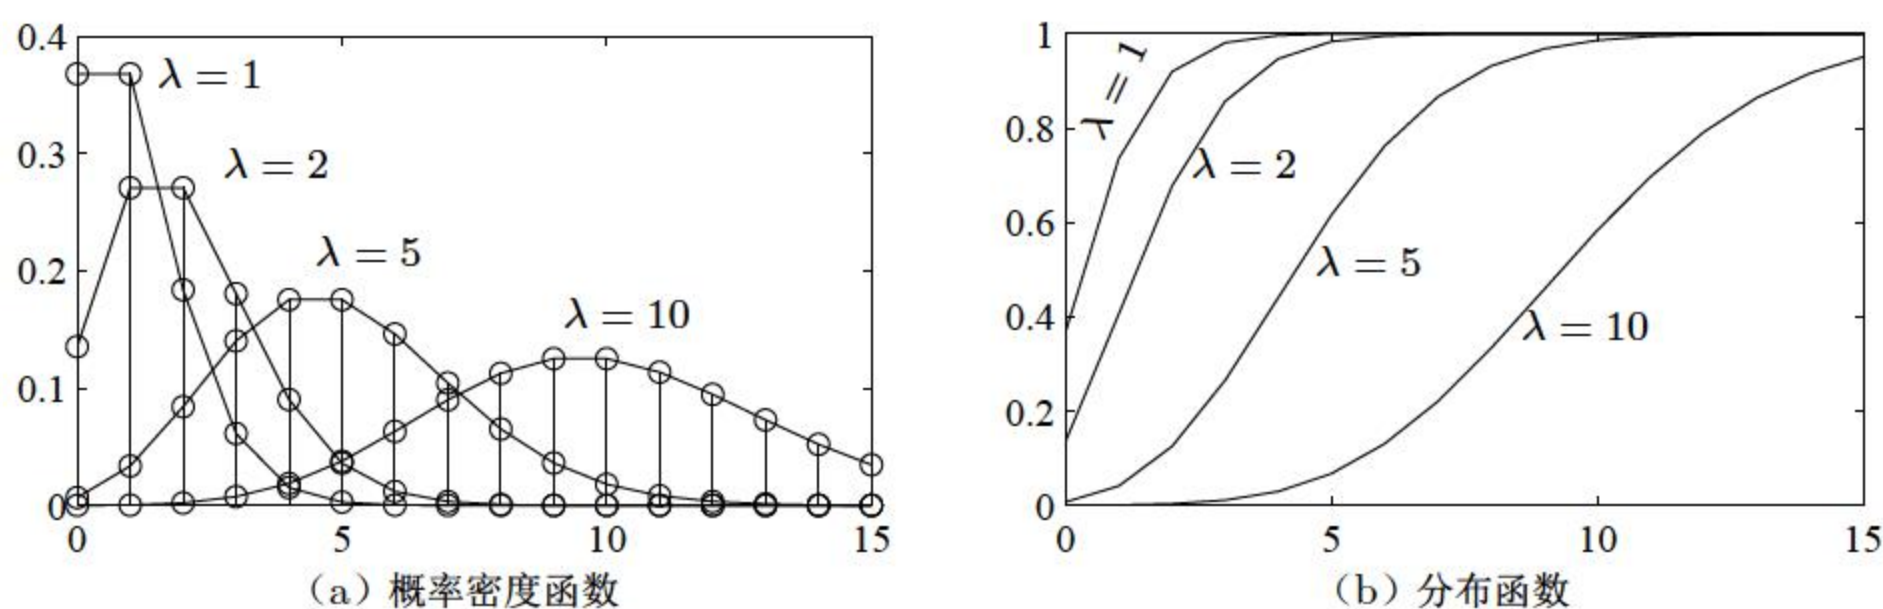 0.4
0.3
0.2
0.1
0
0 5 10 15
λ = 1
λ = 2
λ = 5
λ = 10
(a) 概率密度函数
1
0.8
0.6
0.4
0.2
0
0 5 10 15
λ = 1
λ = 2
λ = 5
λ = 10
(b) 分布函数